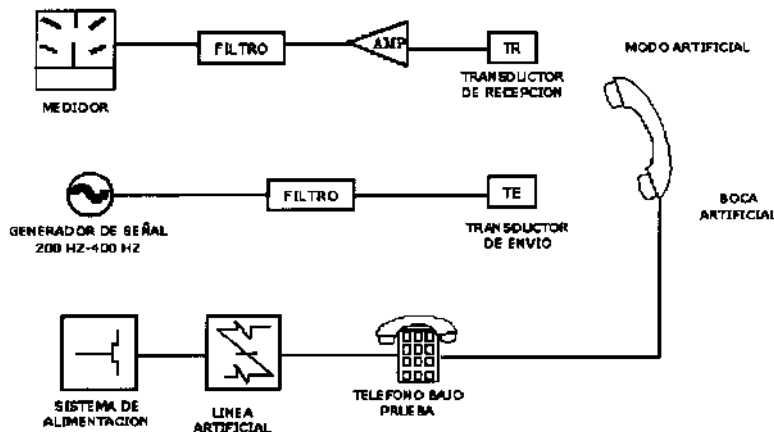 FILTRO
AMP
TR
MODO ARTIFICIAL
MEDIDOR
TRANSDUCTOR
DE RECEPCION
FILTRO
TE
BOCA
ARTIFICIAL
GENERADOR DE SEÑAL
200 HZ-400 HZ
TRANSDUCTOR
DE ENVIO
SISTEMA DE
ALIMENTACION
LINEA
ARTIFICIAL
TELEFONO BAJO
PRUEBA